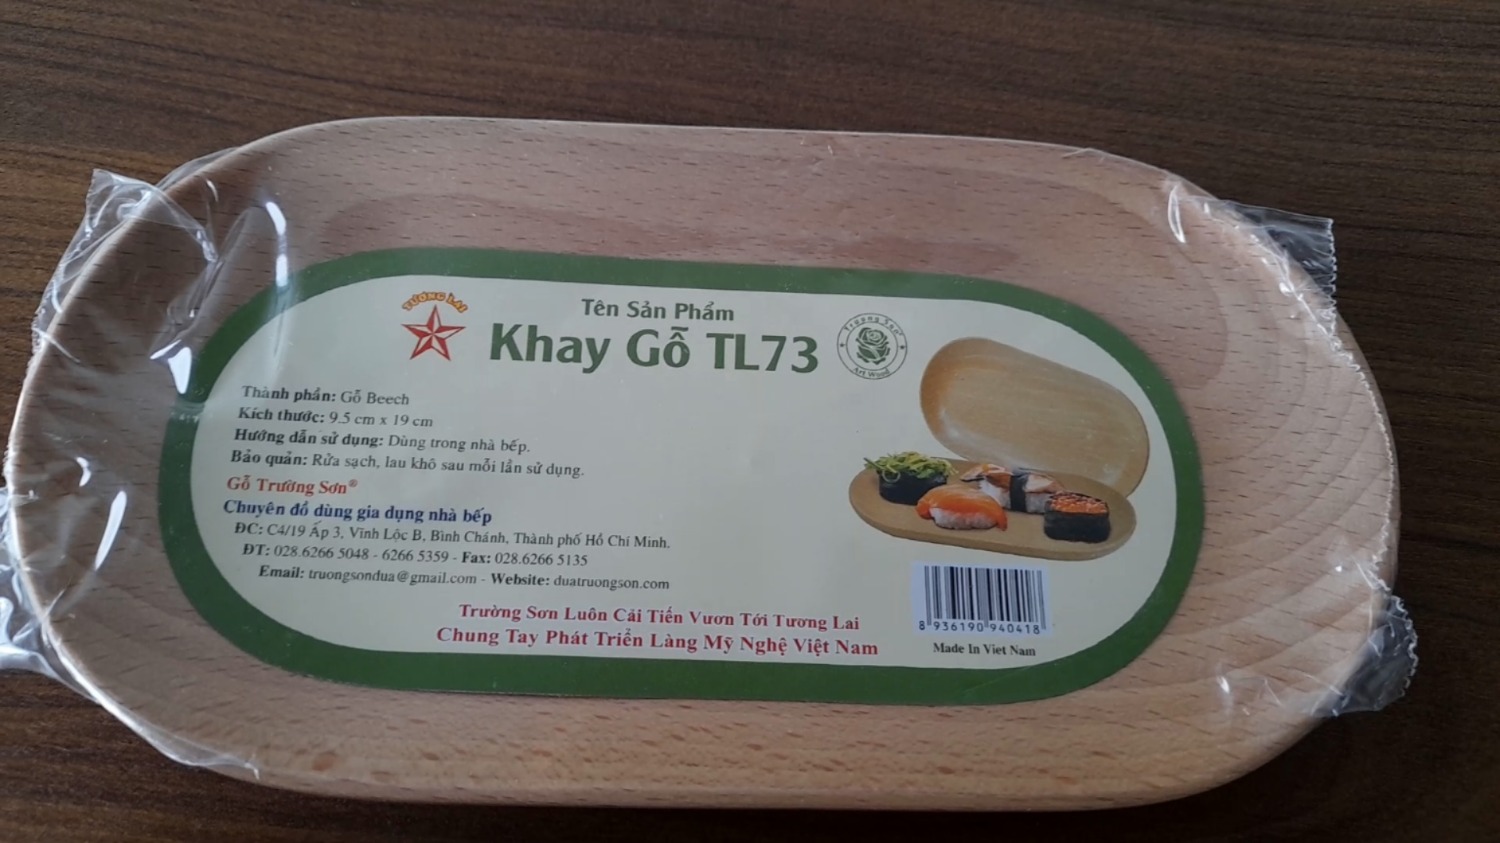 TƯƠNG LAI
Tên Sản Phẩm
Khay Gỗ TL73
Trường Sơn
Art Wood
Thành phần: Gỗ Beech
Kích thước: 9.5 cm x 19 cm
Hướng dẫn sử dụng: Dùng trong nhà bếp.
Bảo quản: Rửa sạch, lau khô sau mỗi lần sử dụng.
Gỗ Trường Sơn®
Chuyên đồ dùng gia dụng nhà bếp
ĐC: C4/19 Ấp 3, Vĩnh Lộc B, Bình Chánh, Thành phố Hồ Chí Minh.
ĐT: 028.6266 5048 - 6266 5359 - Fax: 028.6266 5135
Email: truongsondua@gmail.com - Website: duatruongson.com
Trường Sơn Luôn Cải Tiến Vươn Tới Tương Lai
Chung Tay Phát Triển Làng Mỹ Nghệ Việt Nam
8 936190 940418
Made In Viet Nam